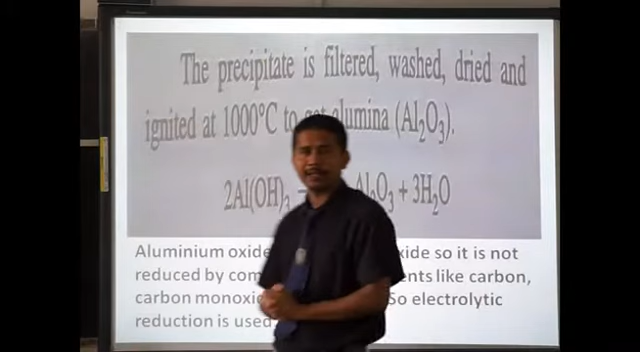 The precipitate is filtered, washed, dried and
ignited at 1000°C to get alumina (Al₂O₃).
2Al(OH)₃ Al₂O₃ + 3H₂O
Aluminium oxide so it is not
reduced by like carbon,
carbon So electrolytic
reduction is used